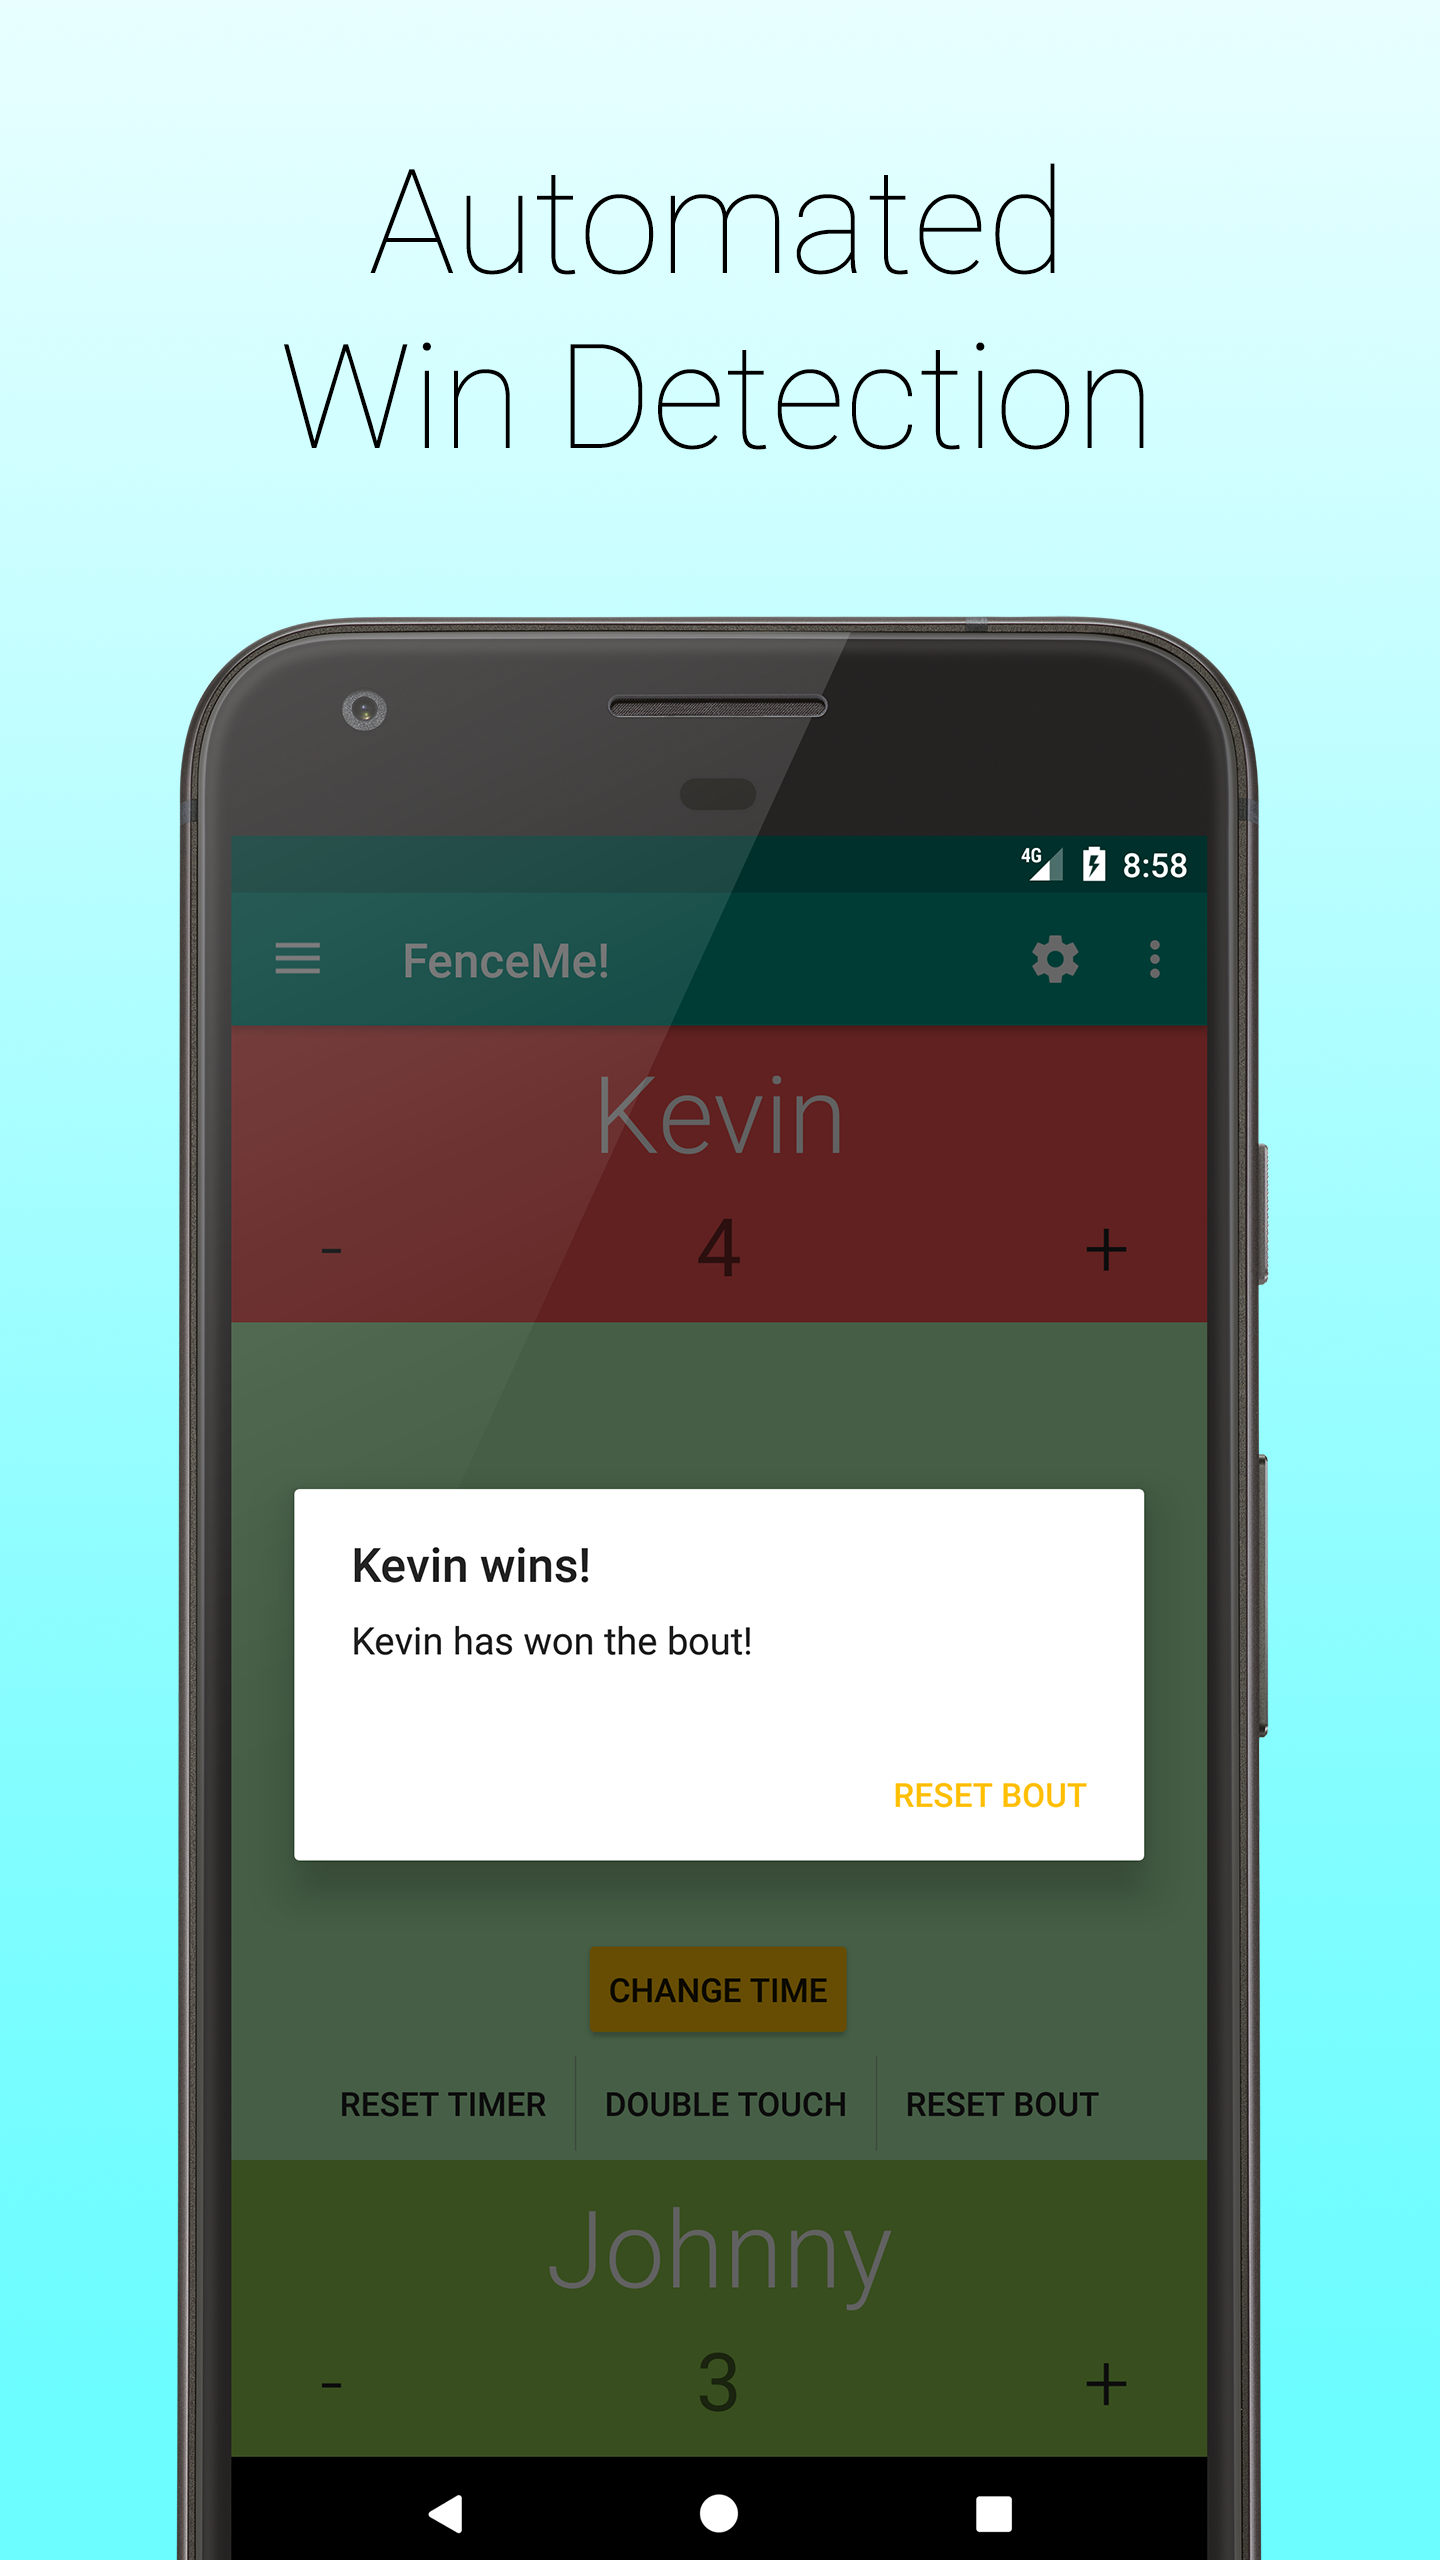 Automated
Win Detection
4G 8:58
FenceMe!
Kevin
- 4 +
Kevin wins!
Kevin has won the bout!
RESET BOUT
CHANGE TIME
RESET TIMER DOUBLE TOUCH RESET BOUT
Johnny
- 3 +